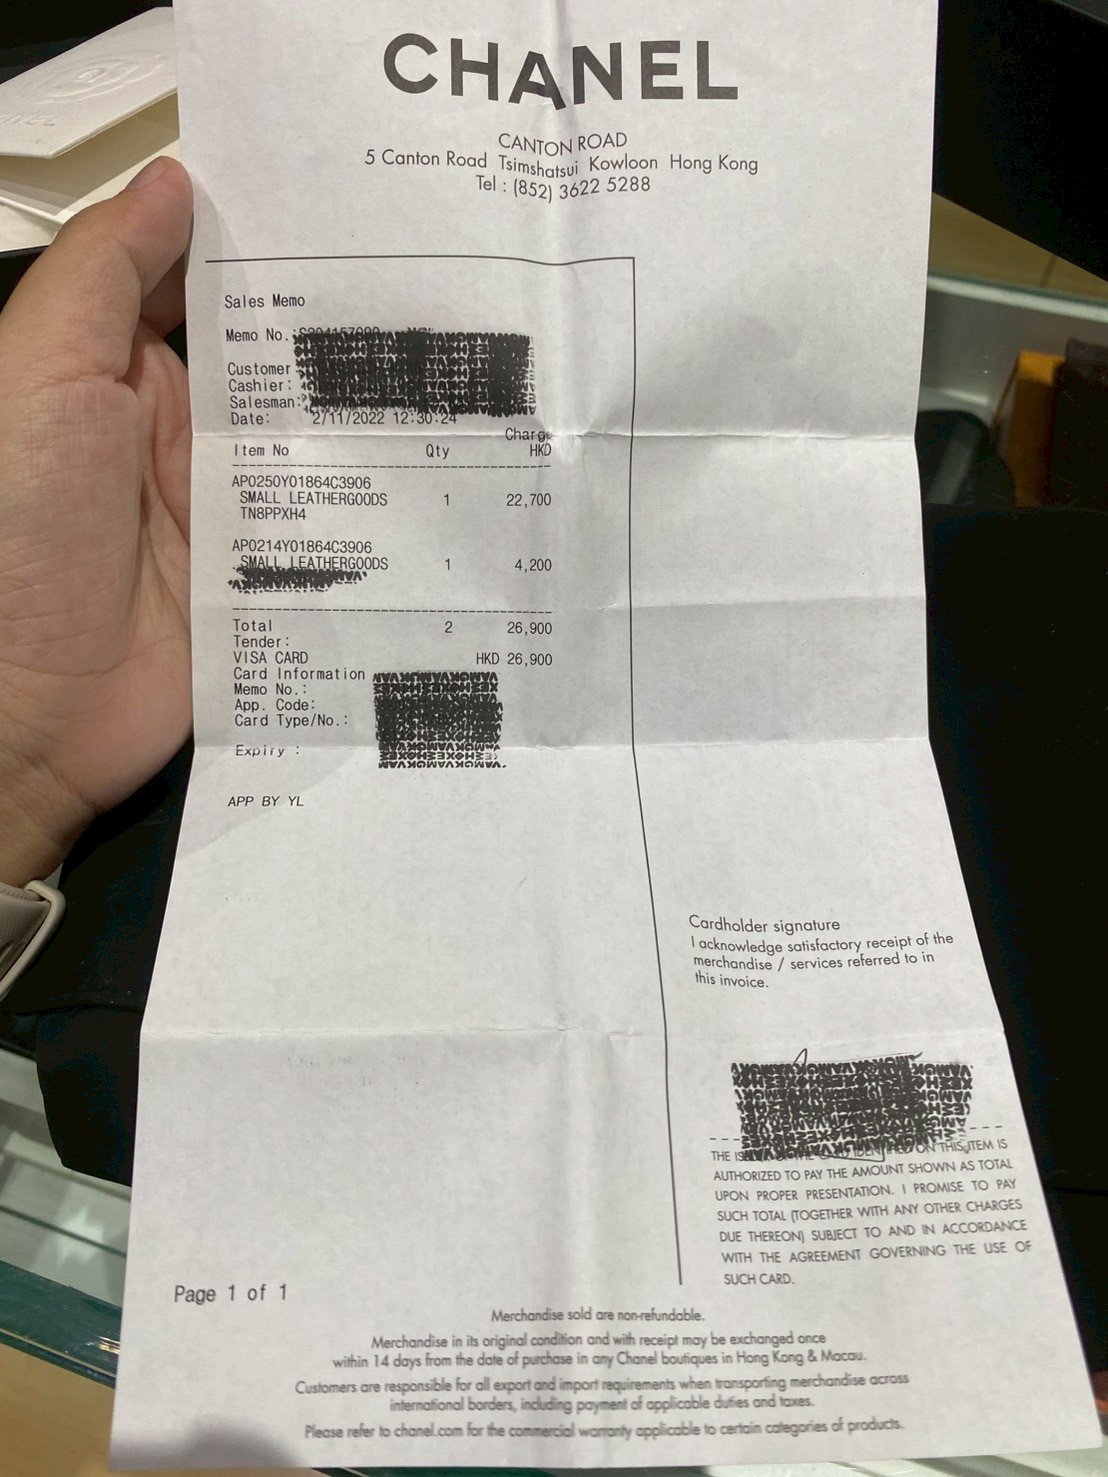 CHANEL
CANTON ROAD
5 Canton Road Tsimshatsui Kowloon Hong Kong
Tel : (852) 3622 5288
Sales Memo
Memo No.:
Customer
Cashier:
Salesman:
Date: 2/11/2022 12:30:24
Charge
Item No Qty HKD
AP0250Y01864C3906
SMALL LEATHERGOODS 1 22,700
TN8PPXH4
AP0214Y01864C3906
SMALL LEATHERGOODS 1 4,200
Total 2 26,900
Tender:
VISA CARD HKD 26,900
Card Information
Memo No.:
App. Code:
Card Type/No.:
Expiry :
APP BY YL
Cardholder signature
I acknowledge satisfactory receipt of the
merchandise / services referred to in
this invoice.
THE CARD IDENTIFIED ON THIS ITEM IS
AUTHORIZED TO PAY THE AMOUNT SHOWN AS TOTAL
UPON PROPER PRESENTATION. I PROMISE TO PAY
SUCH TOTAL (TOGETHER WITH ANY OTHER CHARGES
DUE THEREON) SUBJECT TO AND IN ACCORDANCE
WITH THE AGREEMENT GOVERNING THE USE OF
SUCH CARD.
Page 1 of 1
Merchandise sold are non-refundable.
Merchandise in its original condition and with receipt may be exchanged once
within 14 days from the date of purchase in any Chanel boutiques in Hong Kong & Macau.
Customers are responsible for all export and import requirements when transporting merchandise across
international borders, including payment of applicable duties and taxes.
Please refer to chanel.com for the commercial warranty applicable to certain categories of products.